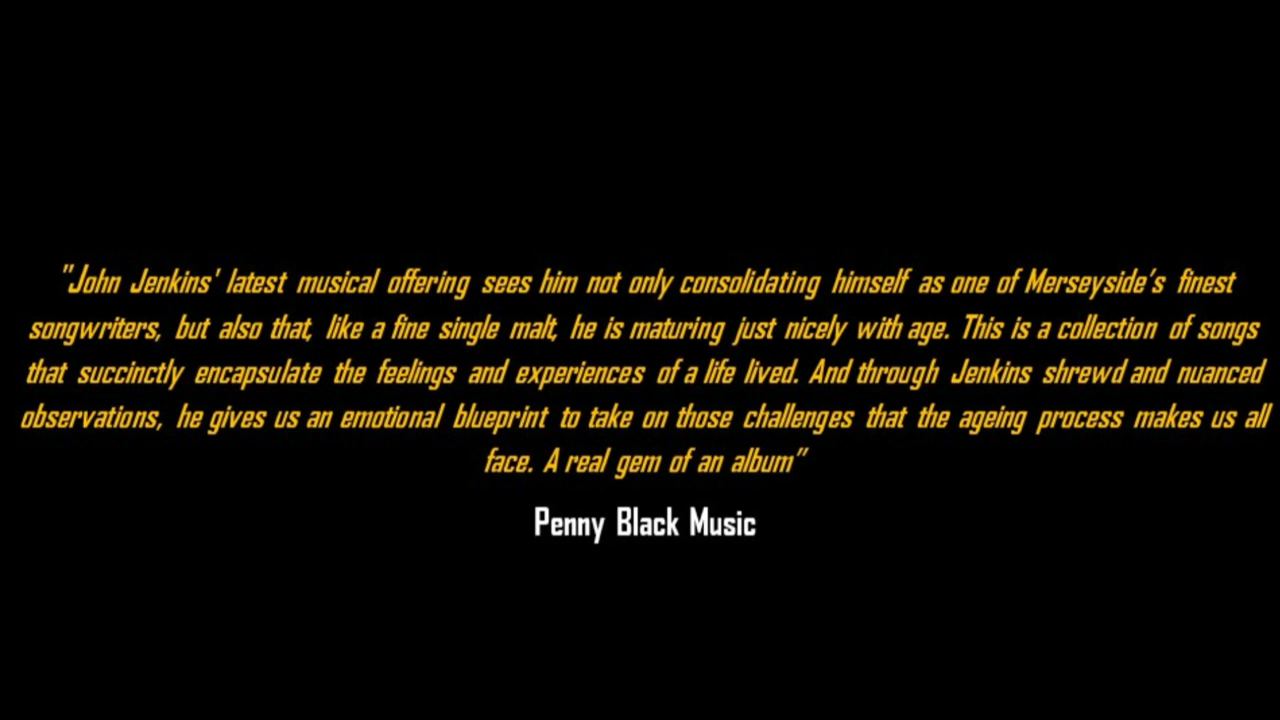 "John Jenkins' latest musical offering sees him not only consolidating himself as one of Merseyside's finest
songwriters, but also that, like a fine single malt, he is maturing just nicely with age. This is a collection of songs
that succinctly encapsulate the feelings and experiences of a life lived. And through Jenkins shrewd and nuanced
observations, he gives us an emotional blueprint to take on those challenges that the ageing process makes us all
face. A real gem of an album"
Penny Black Music